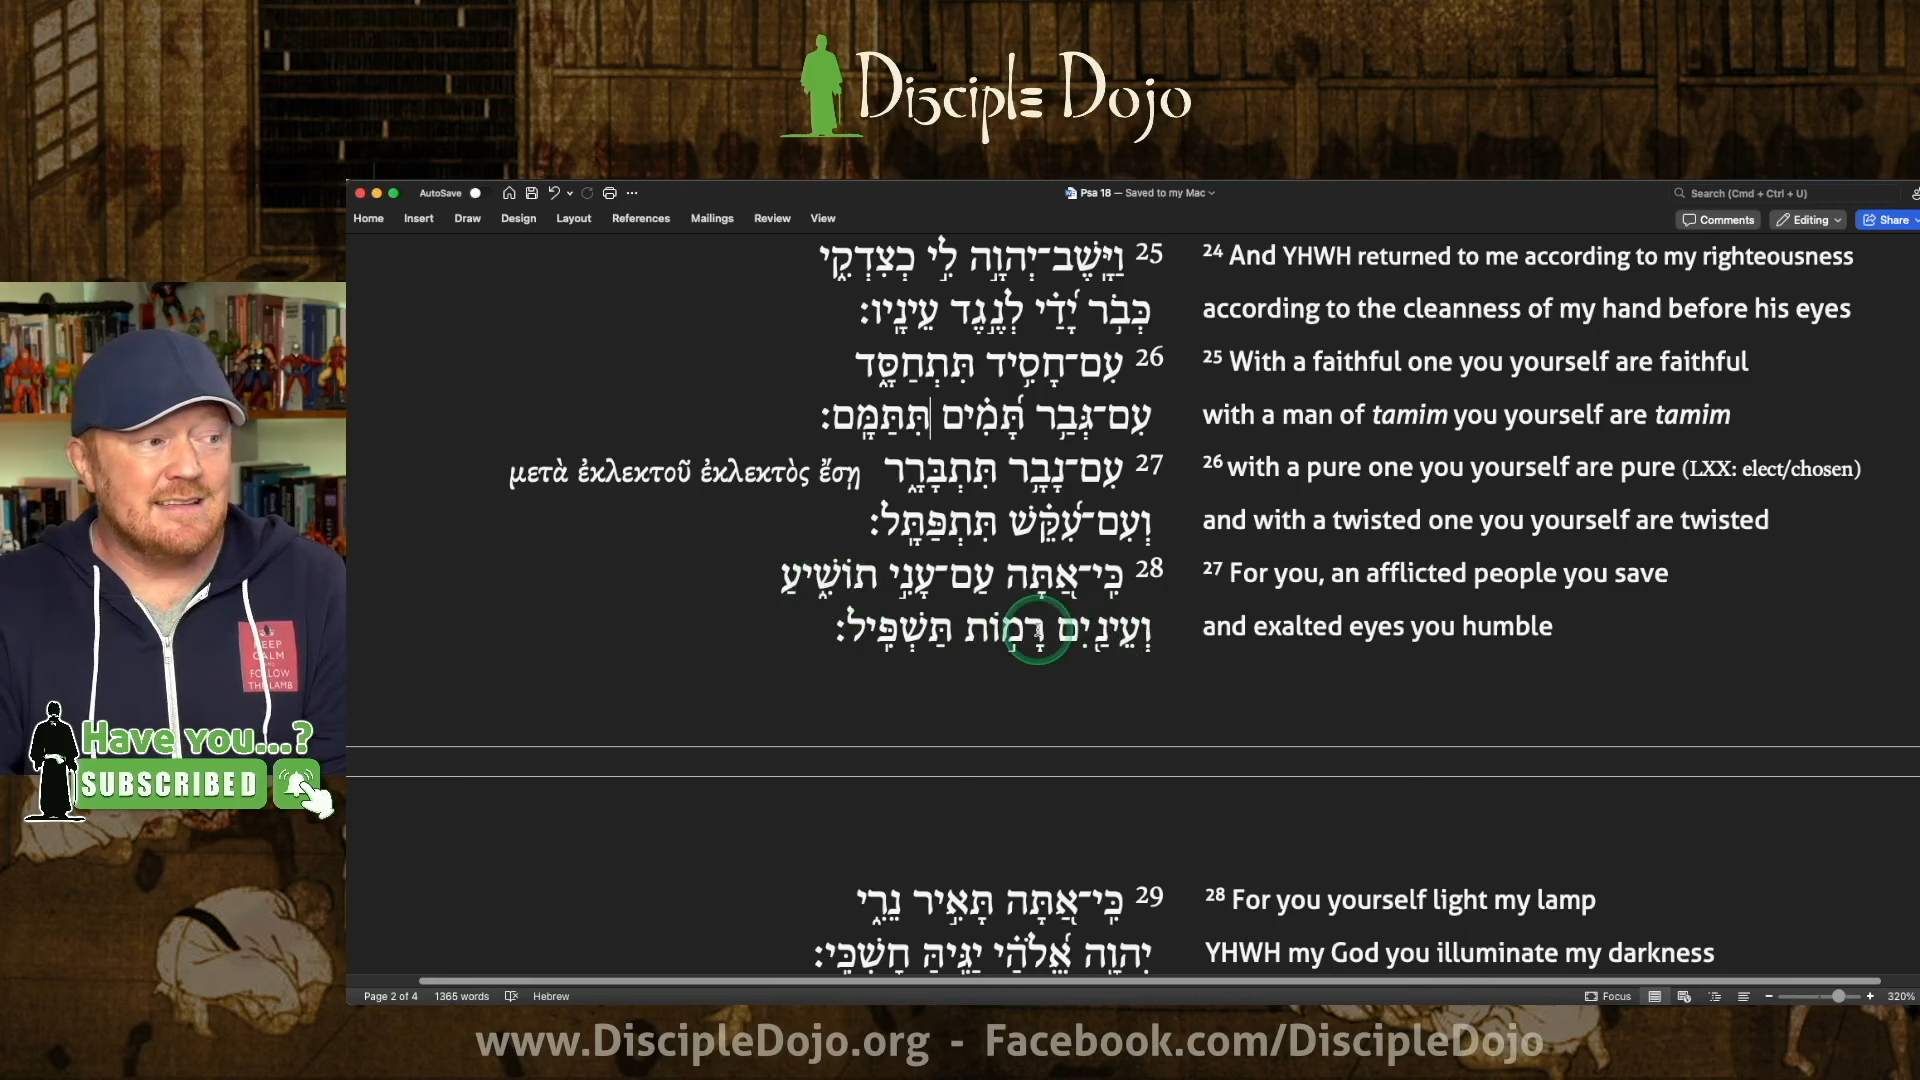 Disciple Dojo
AutoSave
Psa 18 — Saved to my Mac
Search (Cmd + Ctrl + U)
Home Insert Draw Design Layout References Mailings Review View
Comments Editing Share
25 וַיָּֽשֶׁב־יְהוָ֣ה לִ֣י כְצִדְקִ֑י
24 And YHWH returned to me according to my righteousness
כְּבֹ֥ר יָ֝דַ֗י לְנֶ֣גֶד עֵינָֽיו׃
according to the cleanness of my hand before his eyes
26 עִם־חָסִ֥יד תִּתְחַסָּ֑ד
25 With a faithful one you yourself are faithful
עִם־גְּבַ֥ר תָּ֝מִ֗ים תִּתַּמָּֽם׃
with a man of tamim you yourself are tamim
27 עִם־נָבָ֥ר תִּתְבָּרָ֑ר μετὰ ἐκλεκτοῦ ἐκλεκτὸς ἔσῃ
26 with a pure one you yourself are pure (LXX: elect/chosen)
וְעִם־עִ֝קֵּ֗שׁ תִּתְפַּתָּֽל׃
and with a twisted one you yourself are twisted
28 כִּֽי־אַ֭תָּה עַם־עָנִ֣י תוֹשִׁ֑יעַ
27 For you, an afflicted people you save
וְעֵינַ֖יִם רָמ֣וֹת תַּשְׁפִּֽיל׃
and exalted eyes you humble
29 כִּֽי־אַ֭תָּה תָּאִ֣יר נֵרִ֑י
28 For you yourself light my lamp
יְהוָ֥ה אֱ֝לֹהַ֗י יַגִּ֥יהַּ חָשְׁכִּֽי׃
YHWH my God you illuminate my darkness
Page 2 of 4 1365 words Hebrew Focus 320%
KEEP
CALM
AND
FOLLOW
THE LAMB
Have you...?
SUBSCRIBED
www.DiscipleDojo.org - Facebook.com/DiscipleDojo